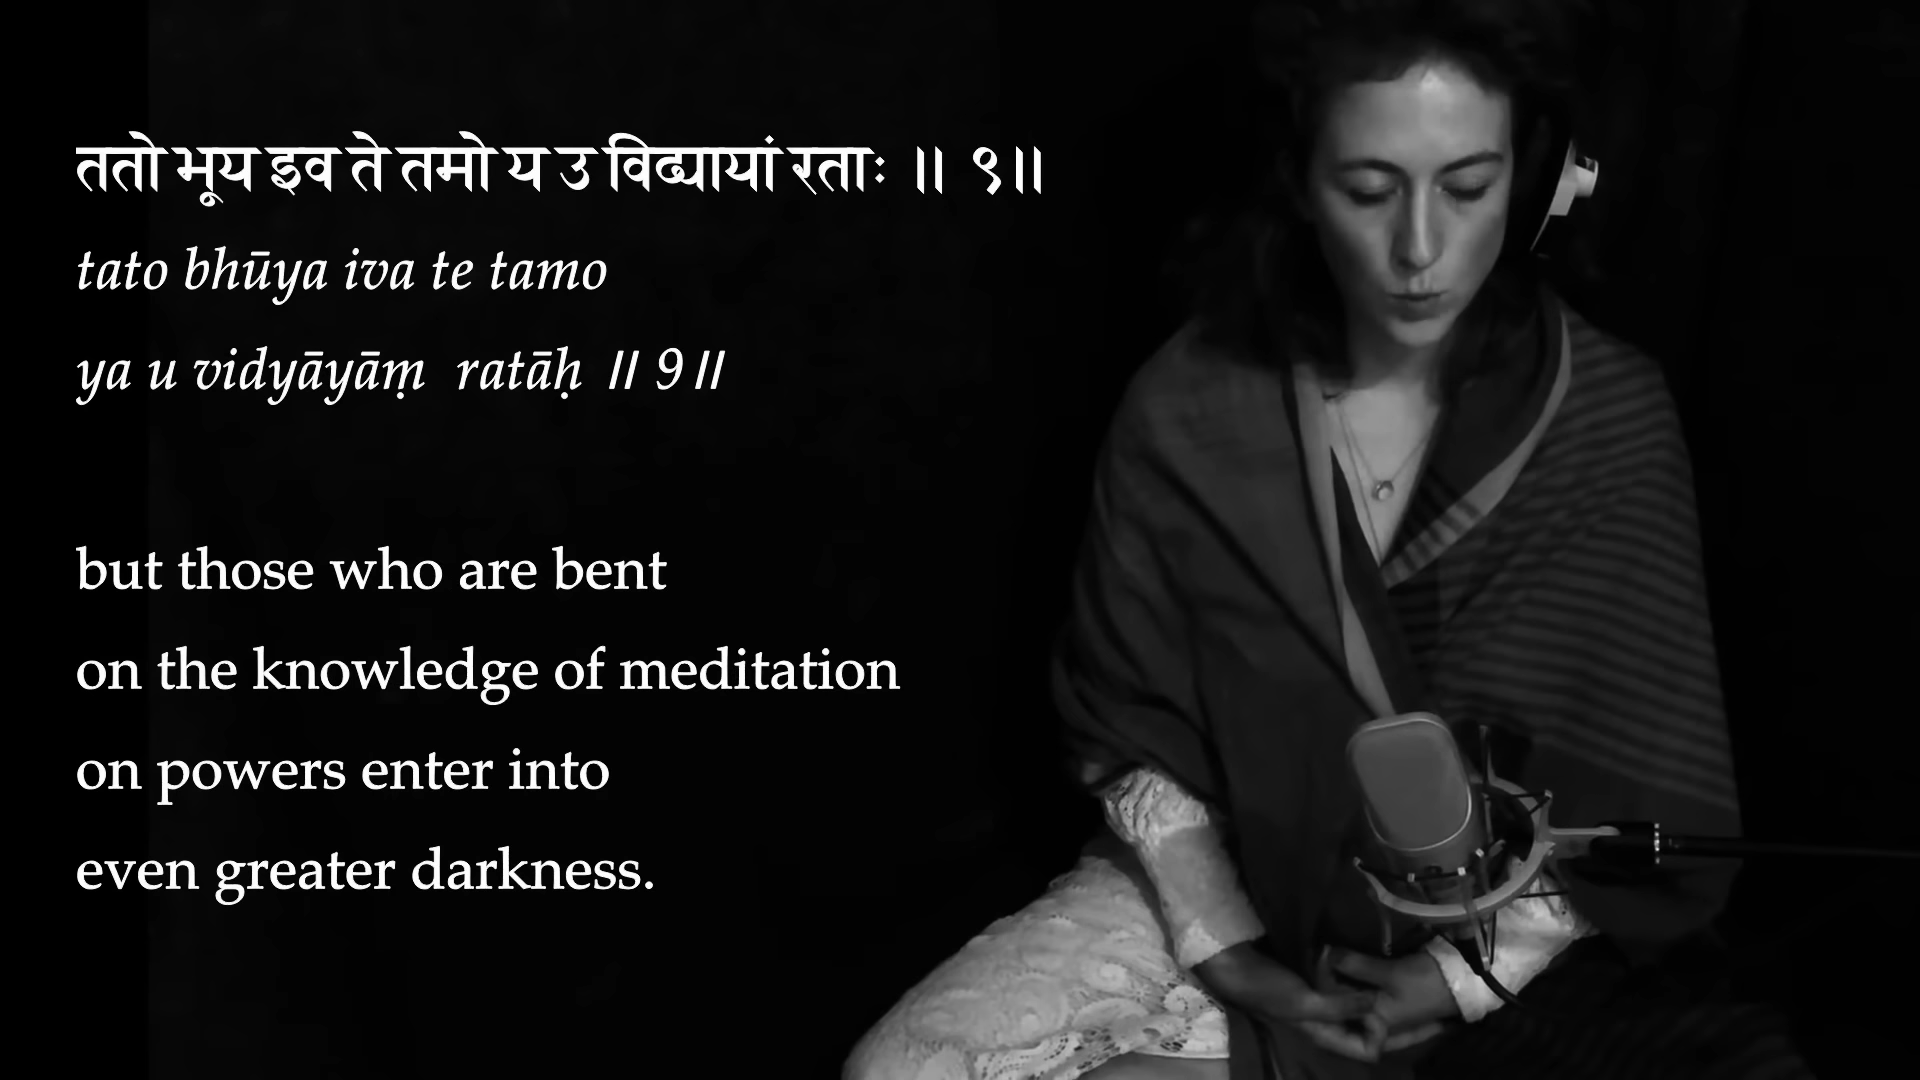 ततो भूय इव ते तमो य उ विद्यायां रताः ॥ ९॥
tato bhūya iva te tamo
ya u vidyāyāṃ ratāḥ || 9 ||
but those who are bent
on the knowledge of meditation
on powers enter into
even greater darkness.